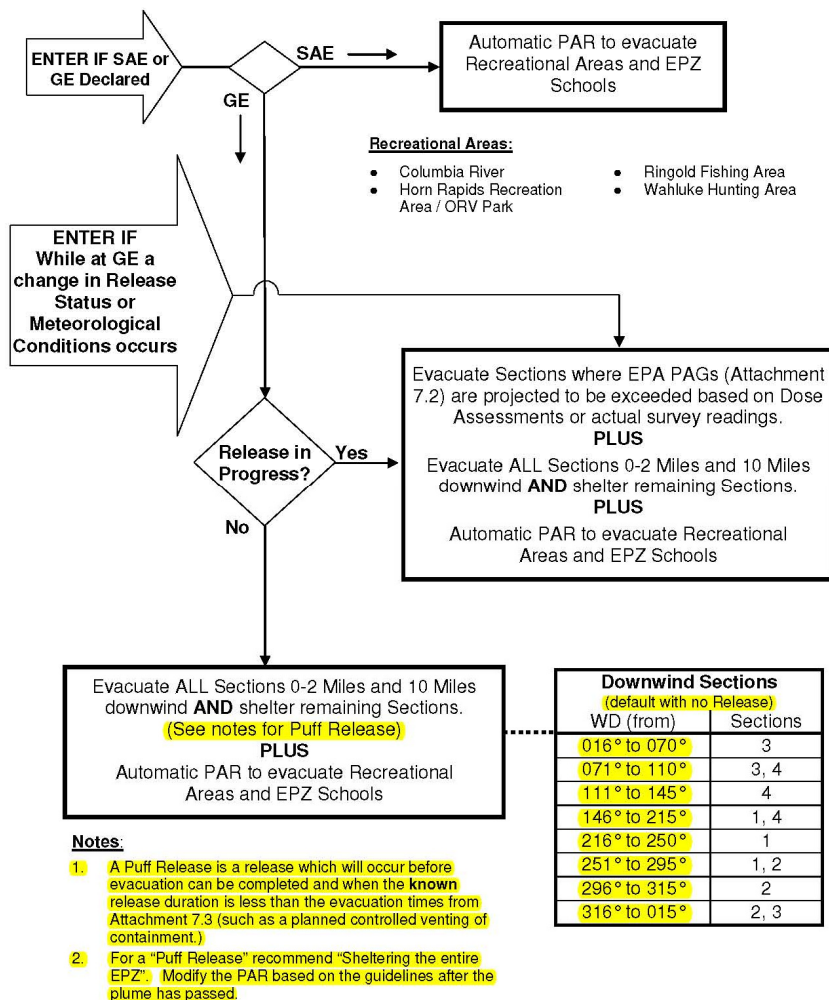 ENTER IF SAE or
GE Declared
SAE
GE
Automatic PAR to evacuate
Recreational Areas and EPZ
Schools
Recreational Areas:
• Columbia River
• Horn Rapids Recreation
Area / ORV Park
• Ringold Fishing Area
• Wahluke Hunting Area
ENTER IF
While at GE a
change in Release
Status or
Meteorological
Conditions occurs
Evacuate Sections where EPA PAGs (Attachment
7.2) are projected to be exceeded based on Dose
Assessments or actual survey readings.
PLUS
Evacuate ALL Sections 0-2 Miles and 10 Miles
downwind AND shelter remaining Sections.
PLUS
Automatic PAR to evacuate Recreational
Areas and EPZ Schools
Release in
Progress?
Yes
No
Evacuate ALL Sections 0-2 Miles and 10 Miles
downwind AND shelter remaining Sections.
(See notes for Puff Release)
PLUS
Automatic PAR to evacuate Recreational
Areas and EPZ Schools
Downwind Sections
(default with no Release)
WD (from) Sections
016° to 070° 3
071° to 110° 3, 4
111° to 145° 4
146° to 215° 1, 4
216° to 250° 1
251° to 295° 1, 2
296° to 315° 2
316° to 015° 2, 3
Notes:
1. A Puff Release is a release which will occur before
evacuation can be completed and when the known
release duration is less than the evacuation times from
Attachment 7.3 (such as a planned controlled venting of
containment.)
2. For a "Puff Release" recommend "Sheltering the entire
EPZ". Modify the PAR based on the guidelines after the
plume has passed.